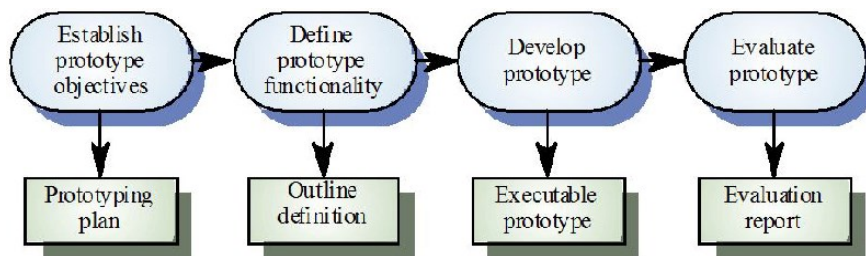 Establish
prototype
objectives
Define
prototype
functionality
Develop
prototype
Evaluate
prototype
Prototyping
plan
Outline
definition
Executable
prototype
Evaluation
report